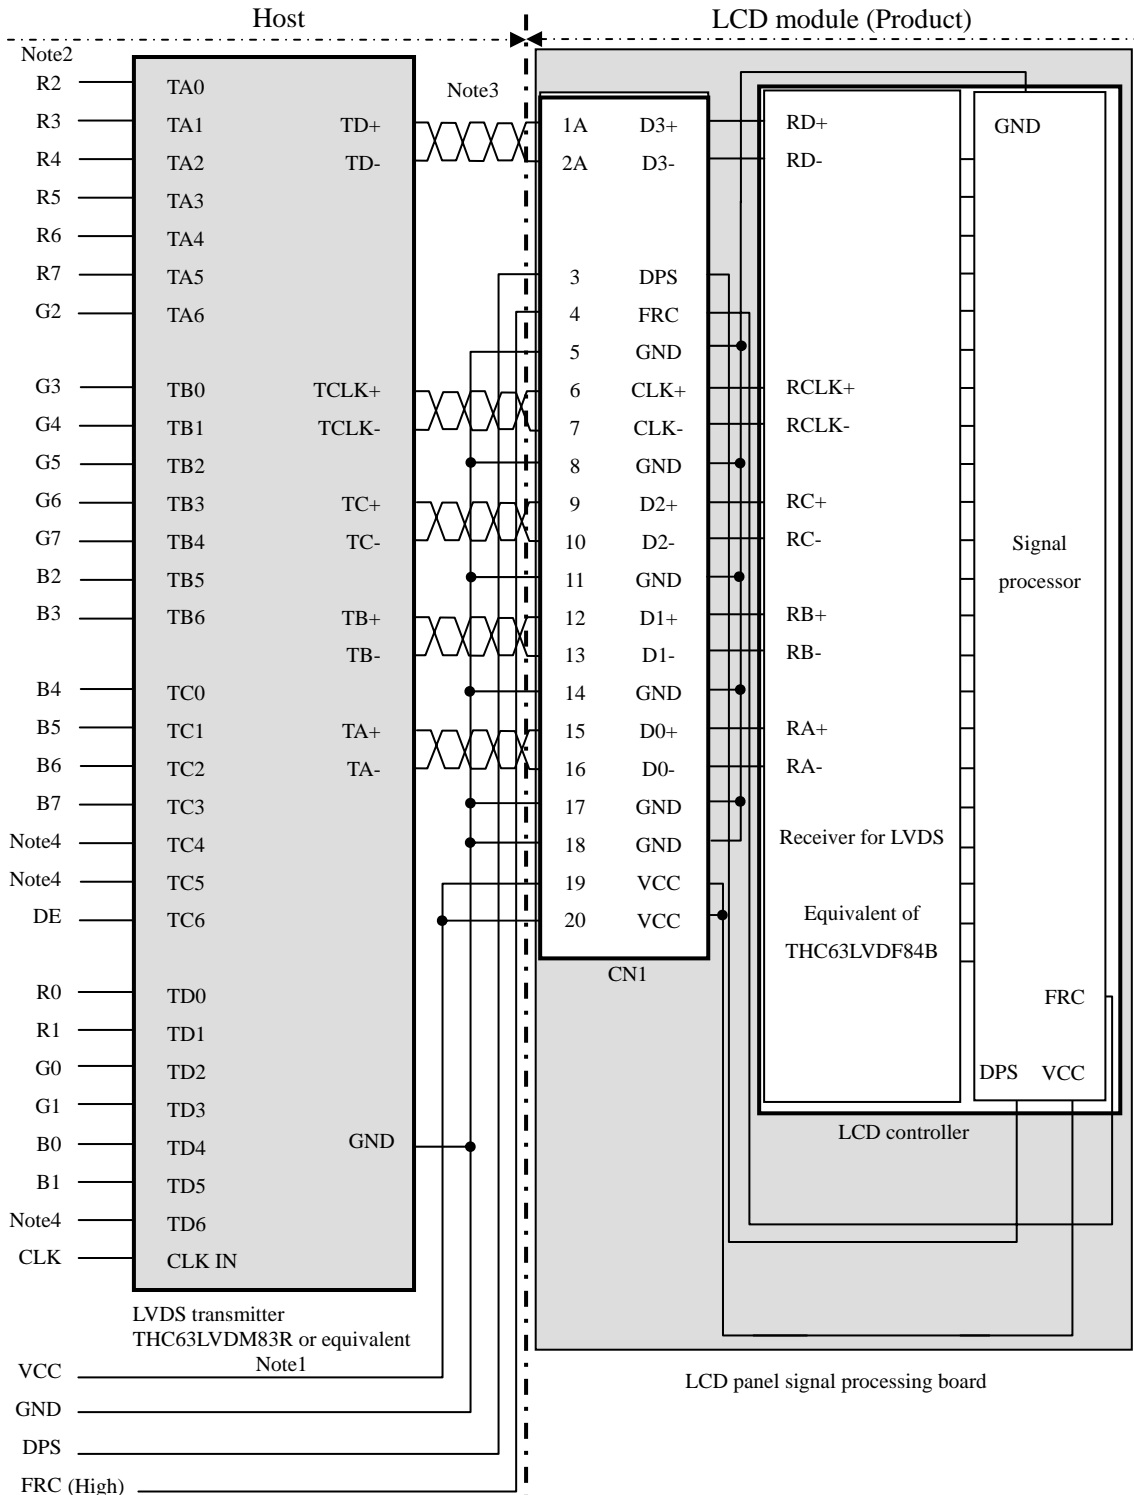 Host
LCD module (Product)
Note2
R2 TA0
Note3
R3 TA1 TD+ 1A D3+ RD+ GND
R4 TA2 TD- 2A D3- RD-
R5 TA3
R6 TA4
R7 TA5 3 DPS
G2 TA6 4 FRC
5 GND
G3 TB0 TCLK+ 6 CLK+ RCLK+
G4 TB1 TCLK- 7 CLK- RCLK-
G5 TB2 8 GND
G6 TB3 TC+ 9 D2+ RC+
G7 TB4 TC- 10 D2- RC- Signal
B2 TB5 11 GND processor
B3 TB6 TB+ 12 D1+ RB+
TB- 13 D1- RB-
B4 TC0 14 GND
B5 TC1 TA+ 15 D0+ RA+
B6 TC2 TA- 16 D0- RA-
B7 TC3 17 GND
Note4 TC4 18 GND Receiver for LVDS
Note4 TC5 19 VCC
DE TC6 20 VCC Equivalent of
THC63LVDF84B
CN1
R0 TD0 FRC
R1 TD1
G0 TD2 DPS VCC
G1 TD3
LCD controller
B0 TD4 GND
B1 TD5
Note4 TD6
CLK CLK IN
LVDS transmitter
THC63LVDM83R or equivalent
Note1
VCC
LCD panel signal processing board
GND
DPS
FRC (High)